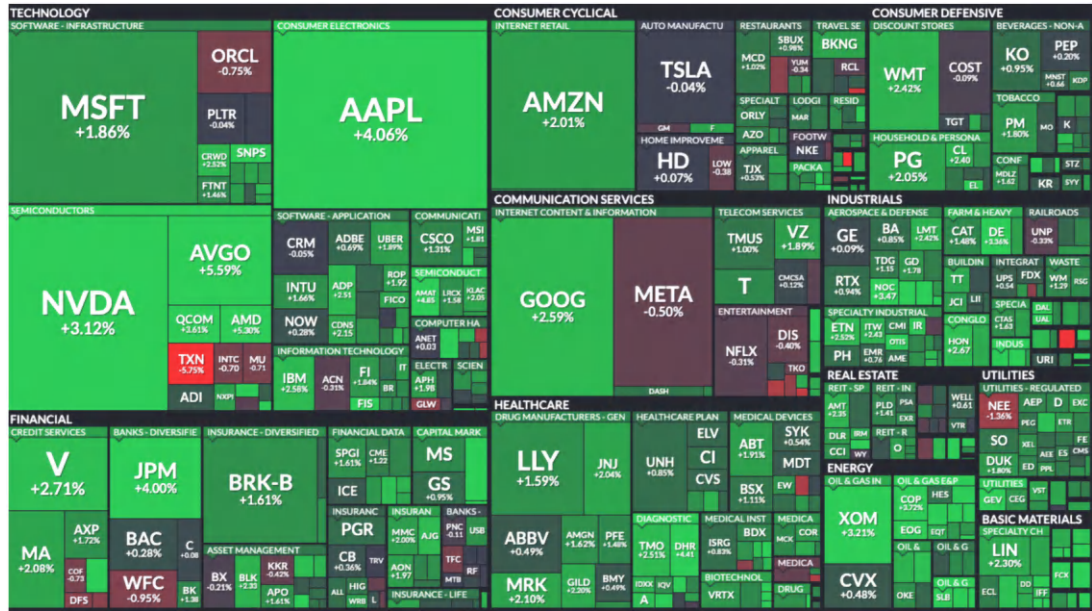 TECHNOLOGY
SOFTWARE - INFRASTRUCTURE
MSFT
+1.86%
ORCL
-0.75%
PLTR
-0.04%
CRWD
+2.52%
SNPS
FTNT
+1.46%
CONSUMER ELECTRONICS
AAPL
+4.06%
SEMICONDUCTORS
NVDA
+3.12%
AVGO
+5.59%
QCOM
+3.61%
AMD
+5.30%
TXN
-5.75%
INTC
-0.70
MU
-0.71
ADI
NXPI
SOFTWARE - APPLICATION
CRM
-0.05%
ADBE
+0.69%
UBER
+1.89%
INTU
+1.66%
ADP
+2.51
ROP
+1.92
FICO
NOW
+0.28%
CDNS
+2.15
COMMUNICATI
CSCO
+1.31%
MSI
+1.81
SEMICONDUCT
AMAT
+4.85
LRCX
+1.58
KLAC
+2.05
COMPUTER HA
ANET
+0.03
INFORMATION TECHNOLOGY
IBM
+2.58%
ACN
-0.31%
FI
+1.84%
IT
BR
FIS
ELECTR
APH
+1.98
GLW
SCIEN
CONSUMER CYCLICAL
INTERNET RETAIL
AMZN
+2.01%
AUTO MANUFACTU
TSLA
-0.04%
GM
F
HOME IMPROVEME
HD
+0.07%
LOW
-0.38
RESTAURANTS
MCD
+1.02%
SBUX
+0.98%
YUM
-0.34
TRAVEL SE
BKNG
RCL
SPECIALT
ORLY
AZO
LODGI
MAR
RESID
APPAREL
TJX
+0.53%
FOOTW
NKE
PACKA
CONSUMER DEFENSIVE
DISCOUNT STORES
WMT
+2.42%
COST
-0.09%
TGT
BEVERAGES - NON-A
KO
+0.95%
PEP
+0.20%
MNST
+0.66
KDP
TOBACCO
PM
+1.80%
MO
K
HOUSEHOLD & PERSONA
PG
+2.05%
CL
+2.40
EL
CONF
MDLZ
+1.62
STZ
KR
SYY
COMMUNICATION SERVICES
INTERNET CONTENT & INFORMATION
GOOG
+2.59%
META
-0.50%
DASH
TELECOM SERVICES
TMUS
+1.00%
VZ
+1.89%
T
CMCSA
+0.12%
ENTERTAINMENT
NFLX
-0.31%
DIS
-0.40%
TKO
INDUSTRIALS
AEROSPACE & DEFENSE
GE
+0.09%
BA
+0.85%
LMT
+2.42%
RTX
+0.94%
TDG
+1.15
GD
+1.78
NOC
+3.47
FARM & HEAVY
CAT
+1.48%
DE
+3.36%
RAILROADS
UNP
-0.33%
BUILDIN
TT
JCI
LII
INTEGRAT
UPS
+0.54
FDX
WASTE
WM
+1.29
RSG
SPECIALTY INDUSTRIAL
ETN
+2.52%
ITW
+2.63
CMI
IR
OTIS
PH
EMR
+0.76
AME
CONGLO
HON
+2.67
SPECIA
CTAS
+1.63
DAL
UAL
INDUS
URI
FINANCIAL
CREDIT SERVICES
V
+2.71%
MA
+2.08%
AXP
+1.72%
COF
-0.73
DFS
BANKS - DIVERSIFIE
JPM
+4.00%
BAC
+0.28%
C
+0.08
WFC
-0.95%
BK
+1.38
INSURANCE - DIVERSIFIED
BRK-B
+1.61%
ASSET MANAGEMENT
BX
-0.21%
BLK
+2.33
KKR
-0.42%
APO
+1.61%
FINANCIAL DATA
SPGI
+1.61%
CME
+1.22
ICE
CAPITAL MARK
MS
GS
+0.95%
INSURANC
PGR
CB
+0.36%
TRV
ALL
HIG
WRB
L
INSURAN
MMC
+2.00%
AJG
AON
+1.97
BANKS -
PNC
-0.11
USB
TFC
RF
MTB
INSURANCE - LIFE
HEALTHCARE
DRUG MANUFACTURERS - GEN
LLY
+1.59%
JNJ
+2.04%
ABBV
+0.49%
AMGN
+1.62%
PFE
+1.48%
MRK
+2.10%
GILD
+2.20%
BMY
+0.49%
HEALTHCARE PLAN
UNH
+0.85%
ELV
CI
CVS
MEDICAL DEVICES
ABT
+1.91%
SYK
+0.54%
MDT
BSX
+1.11%
EW
DIAGNOSTIC
TMO
+2.51%
DHR
+4.41
IDXX
IQV
A
MEDICAL INST
ISRG
+0.83%
BDX
MEDICA
MCK
COR
BIOTECHNOL
VRTX
MEDICA
DRUG
REAL ESTATE
REIT - SP
AMT
+2.35
DLR
SRM
CCI
WY
REIT - IN
PLD
+1.41
PSA
EXR
REIT - R
O
WELL
+0.61
VTR
UTILITIES
UTILITIES - REGULATED
NEE
-1.36%
AEP
D
EXC
PEG
ETR
SO
XEL
AEE
ES
FE
CMS
DUK
+1.80%
ED
PPL
UTILITIES
GEV
CEG
VST
ENERGY
OIL & GAS IN
XOM
+3.21%
CVX
+0.48%
OIL & GAS E&P
COP
+3.72%
HES
EOG
EQT
OIL &
OKE
OIL & G
OIL & G
SLB
BASIC MATERIALS
SPECIALTY CH
LIN
+2.30%
ECL
DD
IFF
FCX